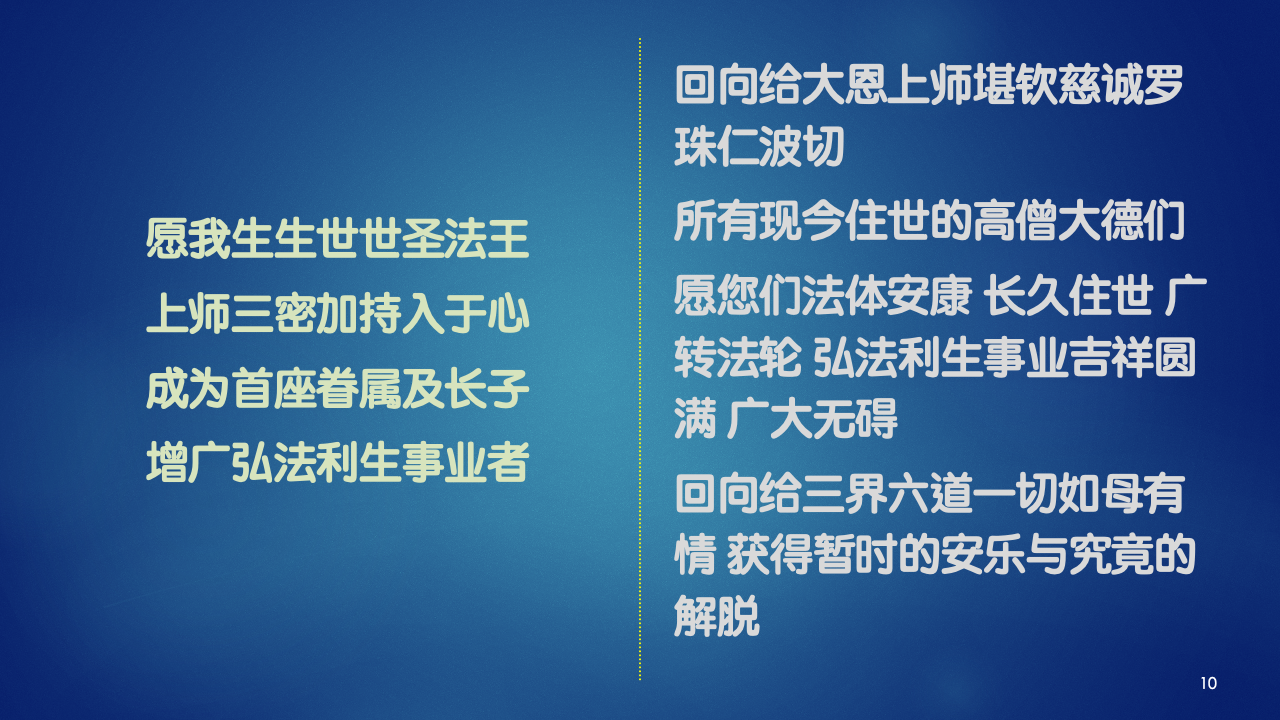 愿我生生世世圣法王
上师三密加持入于心
成为首座眷属及长子
增广弘法利生事业者
回向给大恩上师堪钦慈诚罗
珠仁波切
所有现今住世的高僧大德们
愿您们法体安康 长久住世 广
转法轮 弘法利生事业吉祥圆
满 广大无碍
回向给三界六道一切如母有
情 获得暂时的安乐与究竟的
解脱
10